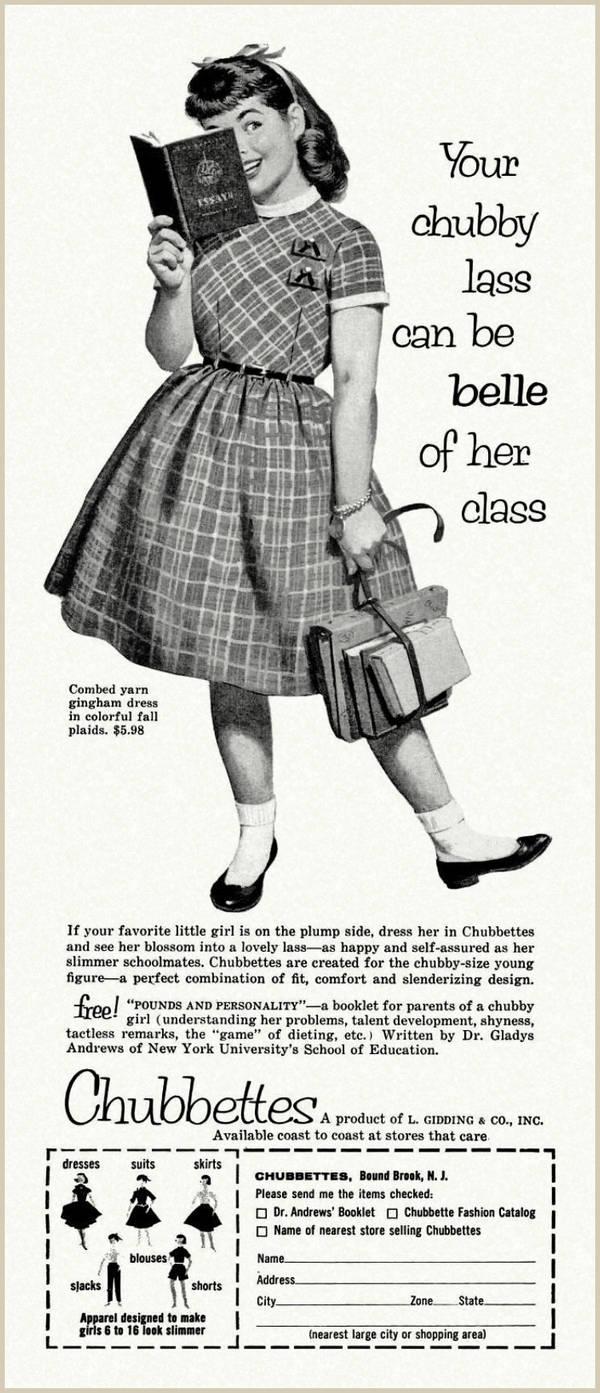 ESSAYS
Your
chubby
lass
can be
belle
of her
class
Combed yarn
gingham dress
in colorful fall
plaids. $5.98
If your favorite little girl is on the plump side, dress her in Chubbettes
and see her blossom into a lovely lass—as happy and self-assured as her
slimmer schoolmates. Chubbettes are created for the chubby-size young
figure—a perfect combination of fit, comfort and slenderizing design.
free! "POUNDS AND PERSONALITY"—a booklet for parents of a chubby
girl (understanding her problems, talent development, shyness,
tactless remarks, the "game" of dieting, etc.) Written by Dr. Gladys
Andrews of New York University's School of Education.
Chubbettes A product of L. GIDDING & CO., INC.
Available coast to coast at stores that care
dresses suits skirts
blouses
slacks shorts
Apparel designed to make
girls 6 to 16 look slimmer
CHUBBETTES, Bound Brook, N. J.
Please send me the items checked:
☐ Dr. Andrews' Booklet ☐ Chubbette Fashion Catalog
☐ Name of nearest store selling Chubbettes
Name
Address
City Zone State
(nearest large city or shopping area)